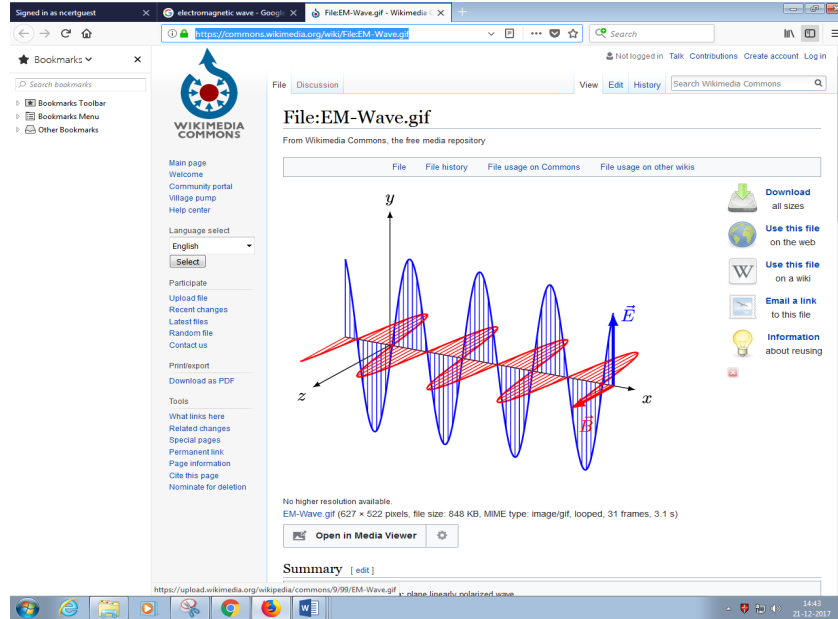 Signed in as ncertguest
electromagnetic wave - Goog
File:EM-Wave.gif - Wikimedia C
https://commons.wikimedia.org/wiki/File:EM-Wave.gif
Search
Bookmarks
Search bookmarks
Bookmarks Toolbar
Bookmarks Menu
Other Bookmarks
WIKIMEDIA
COMMONS
Main page
Welcome
Community portal
Village pump
Help center
Language select
English
Select
Participate
Upload file
Recent changes
Latest files
Random file
Contact us
Print/export
Download as PDF
Tools
What links here
Related changes
Special pages
Permanent link
Page information
Cite this page
Nominate for deletion
Not logged in Talk Contributions Create account Log in
File Discussion
View Edit History Search Wikimedia Commons
File:EM-Wave.gif
From Wikimedia Commons, the free media repository
File File history File usage on Commons File usage on other wikis
y
E
B
x
z
Download
all sizes
Use this file
on the web
W
Use this file
on a wiki
Email a link
to this file
Information
about reusing
No higher resolution available.
EM-Wave.gif (627 × 522 pixels, file size: 848 KB, MIME type: image/gif, looped, 31 frames, 3.1 s)
Open in Media Viewer
Summary [ edit ]
plane linearly polarized wave
https://upload.wikimedia.org/wikipedia/commons/9/99/EM-Wave.gif
14:43
21-12-2017